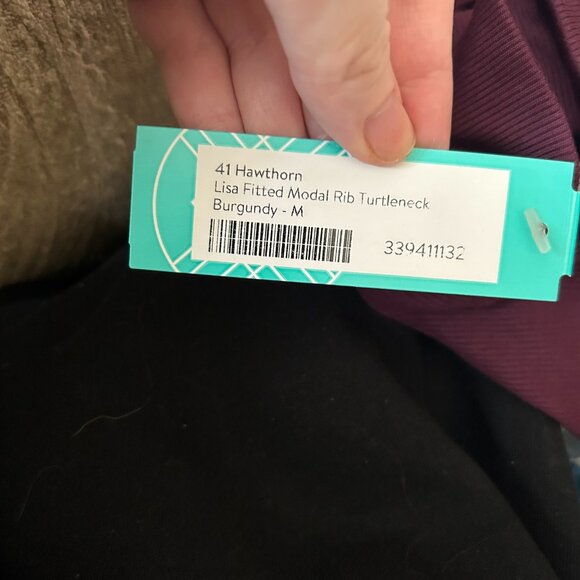 41 Hawthorn
Lisa Fitted Modal Rib Turtleneck
Burgundy - M
339411132